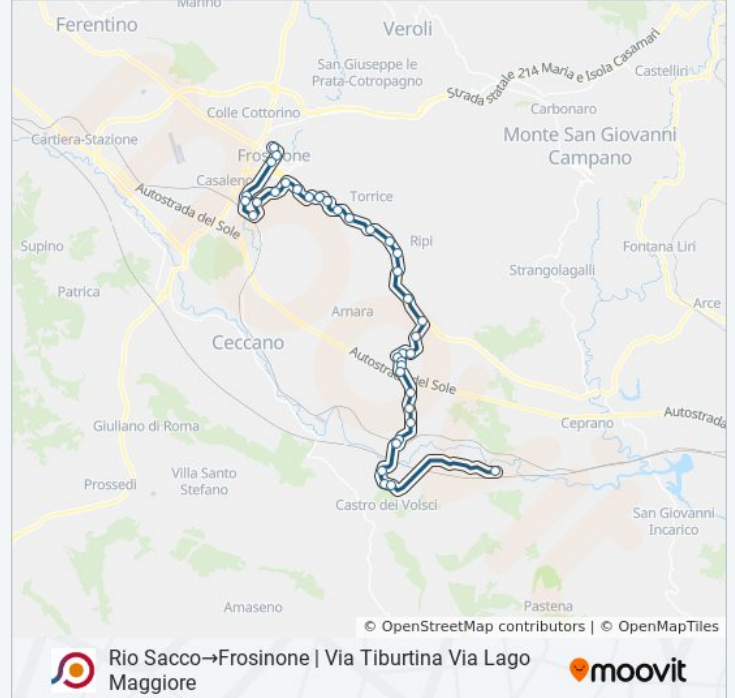 Marino
Ferentino
Veroli
San Giuseppe le
Prata-Cotropagno
Strada statale 214 Maria e Isola Casamari
Castelliri
Colle Cottorino
Carbonaro
Cartiera-Stazione
Monte San Giovanni
Campano
Frosinone
Casaleno
Autostrada del Sole
Torrice
Supino
Ripi
Fontana Liri
Strangolagalli
Patrica
Arnara
Arce
Ceccano
Autostrada del Sole
Ceprano
Autostrada
Giuliano di Roma
Villa Santo
Stefano
Prossedi
Castro dei Volsci
San Giovanni
Incarico
Amaseno
Pastena
© OpenStreetMap contributors | © OpenMapTiles
Rio Sacco→Frosinone | Via Tiburtina Via Lago
Maggiore
moovit